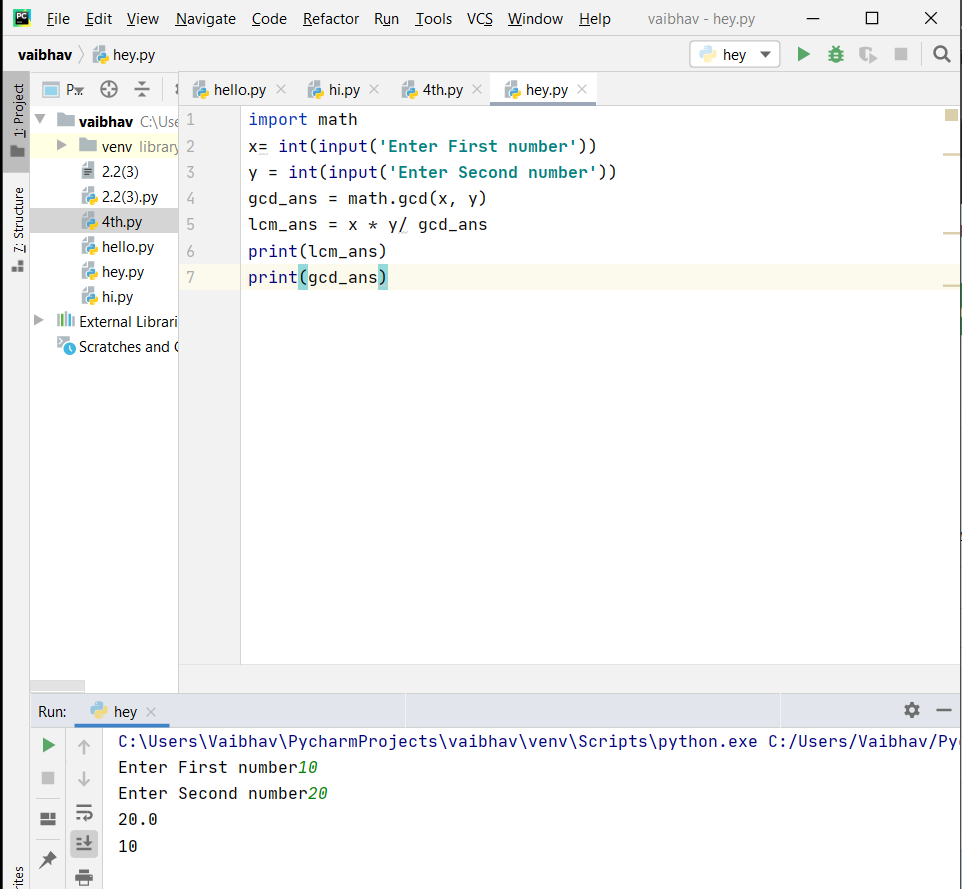 PC File Edit View Navigate Code Refactor Run Tools VCS Window Help vaibhav - hey.py
vaibhav hey.py hey
1: Project
P... hello.py hi.py 4th.py hey.py
vaibhav C:\Use
venv library
2.2(3)
2.2(3).py
4th.py
hello.py
hey.py
hi.py
External Librari
Scratches and C
7: Structure
1 import math
2 x= int(input('Enter First number'))
3 y = int(input('Enter Second number'))
4 gcd_ans = math.gcd(x, y)
5 lcm_ans = x * y/ gcd_ans
6 print(lcm_ans)
7 print(gcd_ans)
Run: hey
C:\Users\Vaibhav\PycharmProjects\vaibhav\venv\Scripts\python.exe C:/Users/Vaibhav/Py
Enter First number10
Enter Second number20
20.0
10
rites